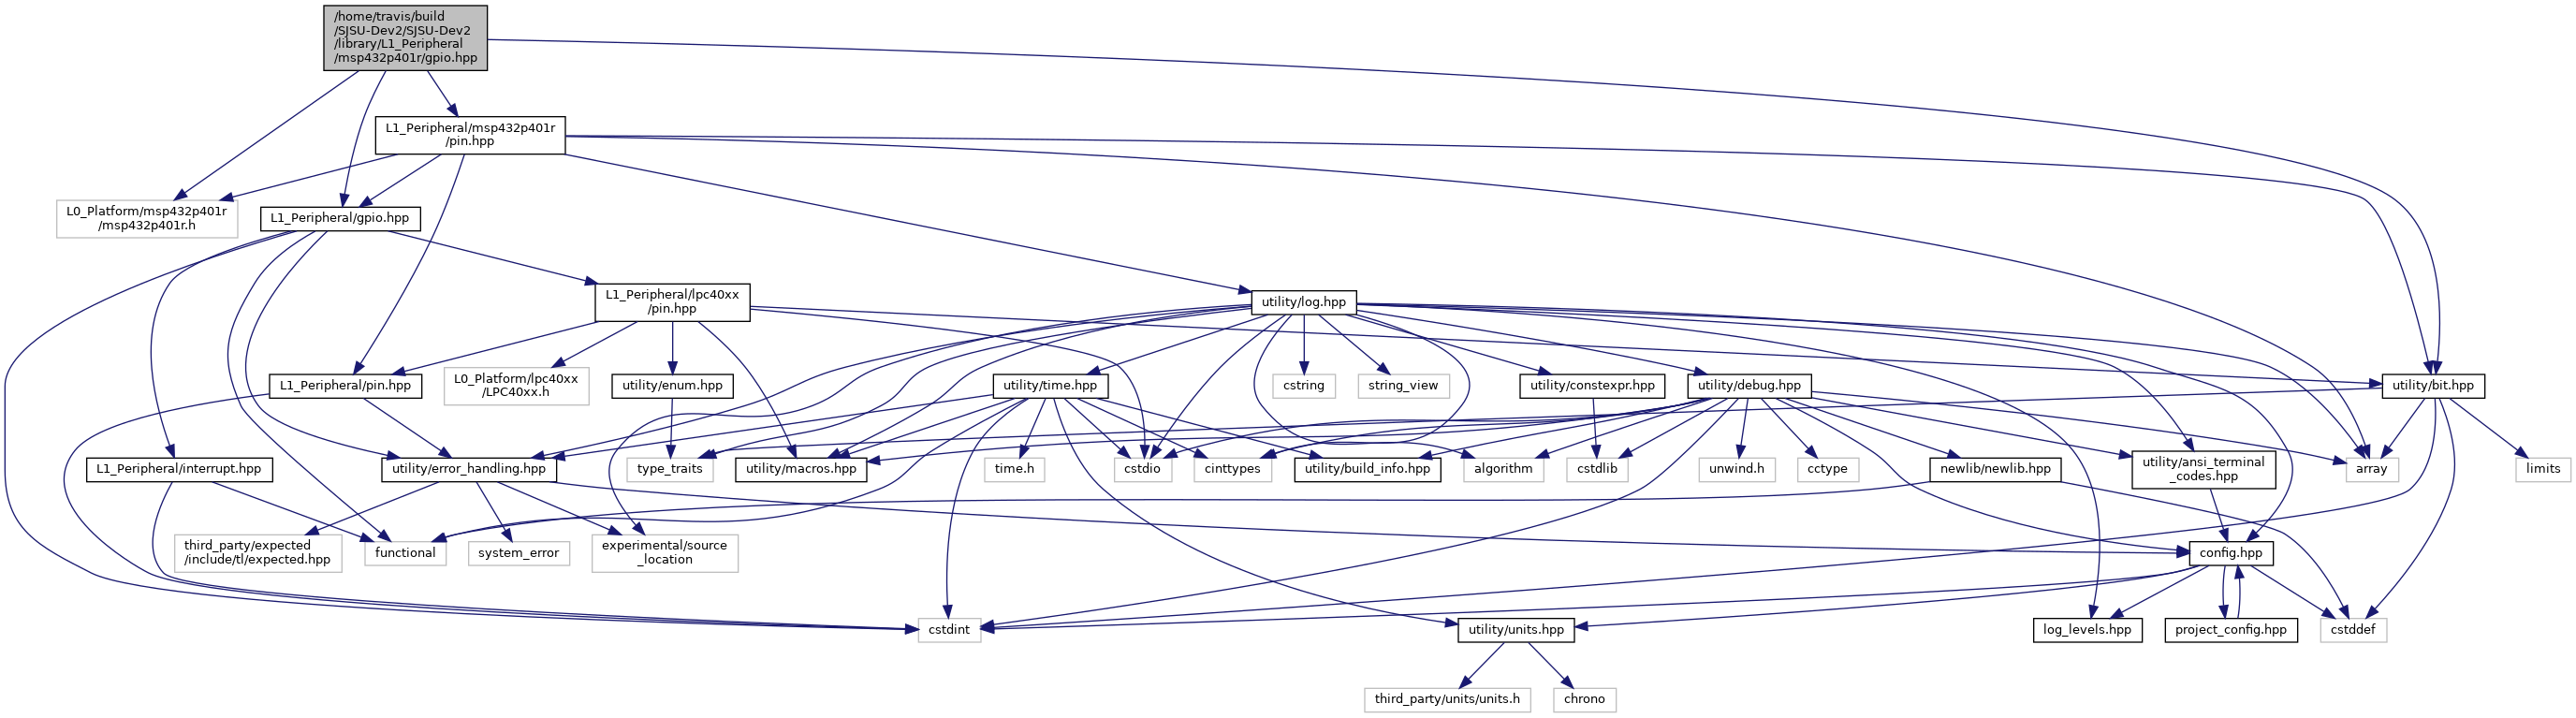 /home/travis/build
/SJSU-Dev2/SJSU-Dev2
/library/L1_Peripheral
/msp432p401r/gpio.hpp
L1_Peripheral/msp432p401r
/pin.hpp
L0_Platform/msp432p401r
/msp432p401r.h
L1_Peripheral/gpio.hpp
L1_Peripheral/lpc40xx
/pin.hpp
utility/log.hpp
L1_Peripheral/pin.hpp
L0_Platform/lpc40xx
/LPC40xx.h
utility/enum.hpp
utility/time.hpp
cstring
string_view
utility/constexpr.hpp
utility/debug.hpp
utility/bit.hpp
L1_Peripheral/interrupt.hpp
utility/error_handling.hpp
type_traits
utility/macros.hpp
time.h
cstdio
cinttypes
utility/build_info.hpp
algorithm
cstdlib
unwind.h
cctype
newlib/newlib.hpp
utility/ansi_terminal
_codes.hpp
array
limits
third_party/expected
/include/tl/expected.hpp
functional
system_error
experimental/source
_location
config.hpp
cstdint
utility/units.hpp
log_levels.hpp
project_config.hpp
cstddef
third_party/units/units.h
chrono